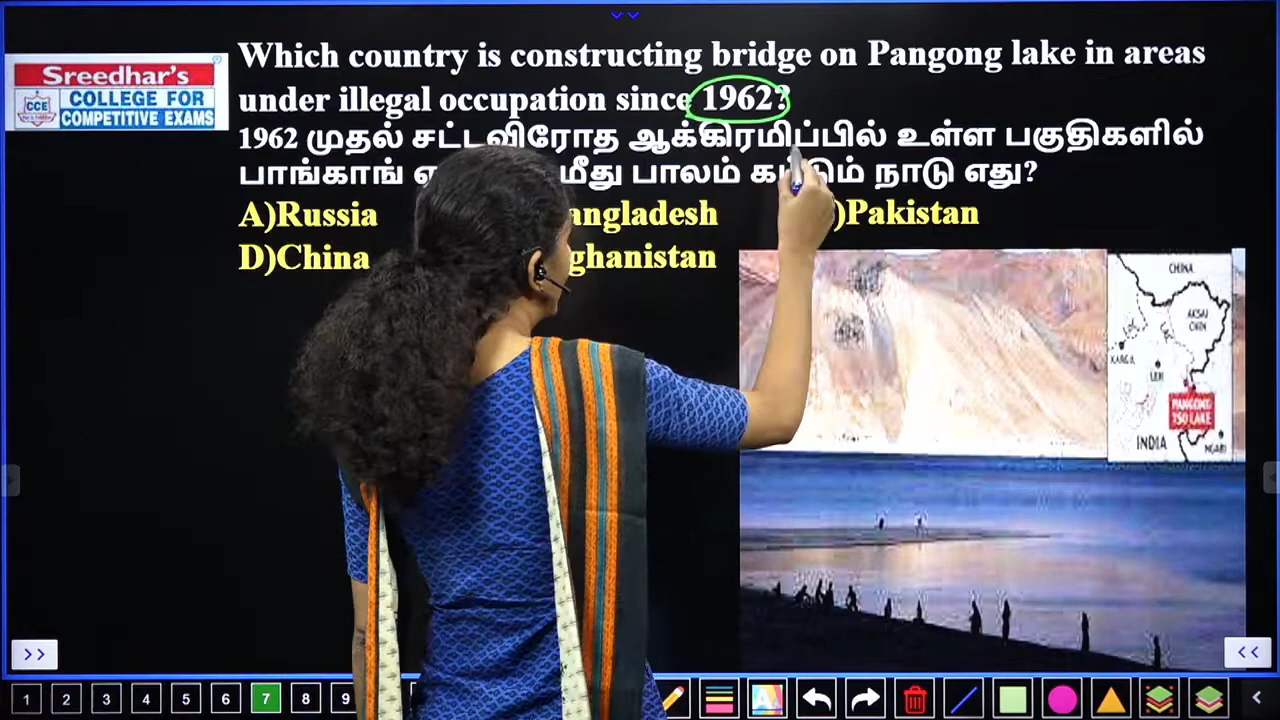 Which country is constructing bridge on Pangong lake in areas
Sreedhar's
CCE
COLLEGE FOR
COMPETITIVE EXAMS
under illegal occupation since 1962?
1962 முதல் சட்டவிரோத ஆக்கிரமிப்பில் உள்ள பகுதிகளில்
பாங்காங் மீது பாலம் நாடு எது?
A)Russia angladesh )Pakistan
D)China ghanistan
CHINA
AKSAI
CHIN
KARGIL
LEH
PANGONG
TSO LAKE
INDIA
NGARI
>> <<
1 2 3 4 5 6 7 8 9